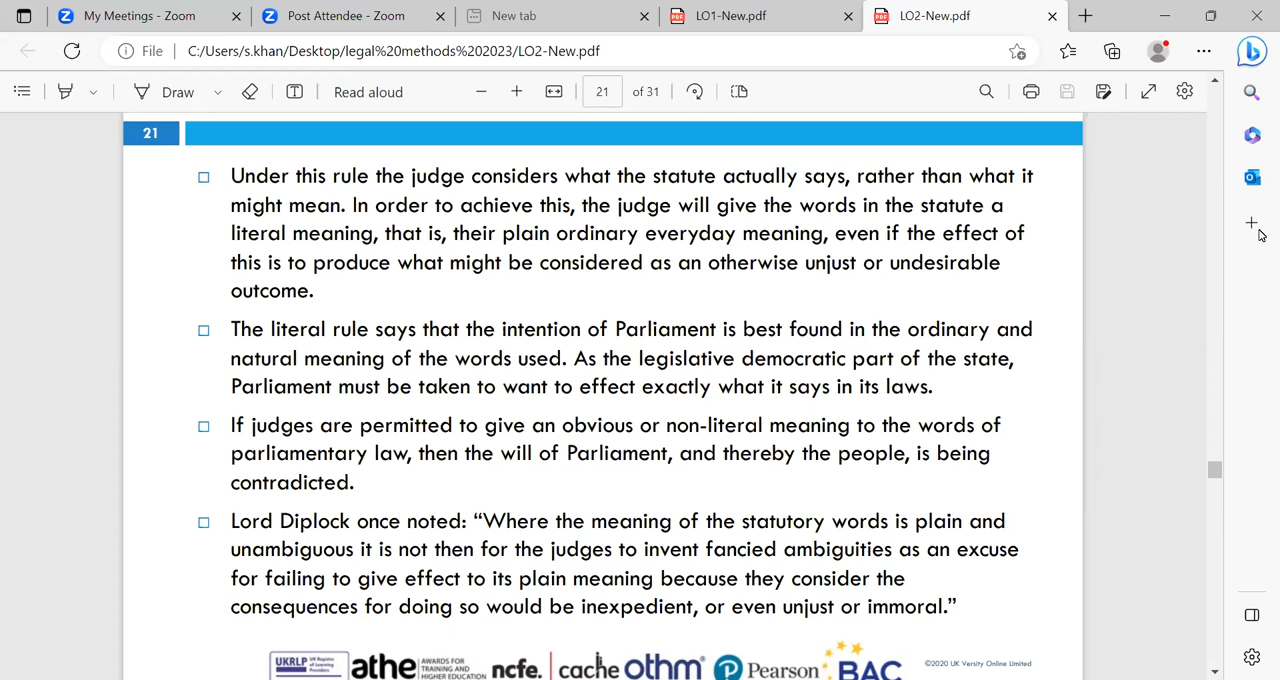 My Meetings - Zoom
Post Attendee - Zoom
New tab
LO1-New.pdf
LO2-New.pdf
File | C:/Users/s.khan/Desktop/legal%20methods%202023/LO2-New.pdf
Draw
Read aloud
21 of 31
21
Under this rule the judge considers what the statute actually says, rather than what it
might mean. In order to achieve this, the judge will give the words in the statute a
literal meaning, that is, their plain ordinary everyday meaning, even if the effect of
this is to produce what might be considered as an otherwise unjust or undesirable
outcome.
The literal rule says that the intention of Parliament is best found in the ordinary and
natural meaning of the words used. As the legislative democratic part of the state,
Parliament must be taken to want to effect exactly what it says in its laws.
If judges are permitted to give an obvious or non-literal meaning to the words of
parliamentary law, then the will of Parliament, and thereby the people, is being
contradicted.
Lord Diplock once noted: “Where the meaning of the statutory words is plain and
unambiguous it is not then for the judges to invent fancied ambiguities as an excuse
for failing to give effect to its plain meaning because they consider the
consequences for doing so would be inexpedient, or even unjust or immoral.”
UKRLP UK Register of Learning Providers
athe AWARDS FOR TRAINING AND HIGHER EDUCATION
ncfe.
cache
othm
Pearson
BAC
©2020 UK Versity Online Limited